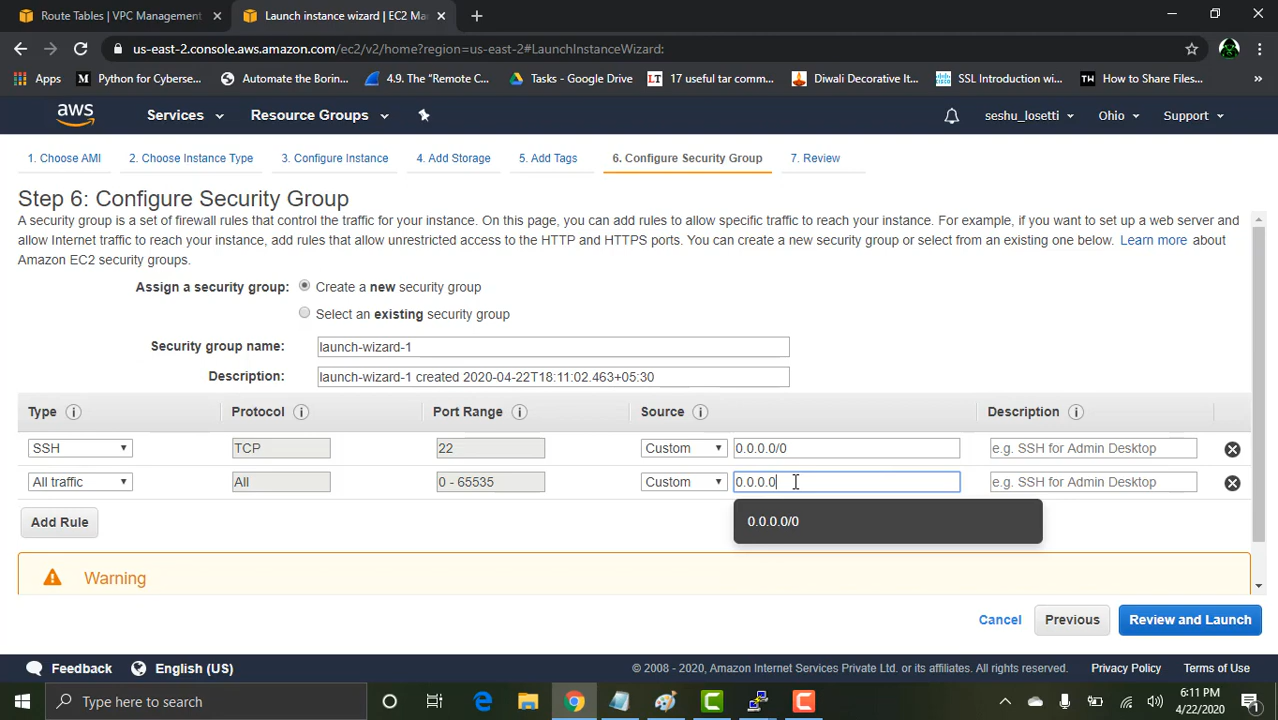 Route Tables | VPC Management
Launch instance wizard | EC2 Man
us-east-2.console.aws.amazon.com/ec2/v2/home?region=us-east-2#LaunchInstanceWizard:
Apps
Python for Cyberse...
Automate the Borin...
4.9. The “Remote C...
Tasks - Google Drive
17 useful tar comm...
Diwali Decorative It...
SSL Introduction wi...
How to Share Files...
»
aws
Services
Resource Groups
seshu_losetti
Ohio
Support
1. Choose AMI
2. Choose Instance Type
3. Configure Instance
4. Add Storage
5. Add Tags
6. Configure Security Group
7. Review
Step 6: Configure Security Group
A security group is a set of firewall rules that control the traffic for your instance. On this page, you can add rules to allow specific traffic to reach your instance. For example, if you want to set up a web server and
allow Internet traffic to reach your instance, add rules that allow unrestricted access to the HTTP and HTTPS ports. You can create a new security group or select from an existing one below. Learn more about
Amazon EC2 security groups.
Assign a security group: Create a new security group
Select an existing security group
Security group name: launch-wizard-1
Description: launch-wizard-1 created 2020-04-22T18:11:02.463+05:30
Type i Protocol i Port Range i Source i Description i
SSH TCP 22 Custom 0.0.0.0/0 e.g. SSH for Admin Desktop
All traffic All 0 - 65535 Custom 0.0.0.0 e.g. SSH for Admin Desktop
Add Rule
0.0.0.0/0
Warning
Cancel
Previous
Review and Launch
Feedback
English (US)
© 2008 - 2020, Amazon Internet Services Private Ltd. or its affiliates. All rights reserved.
Privacy Policy
Terms of Use
Type here to search
6:11 PM
4/22/2020
1